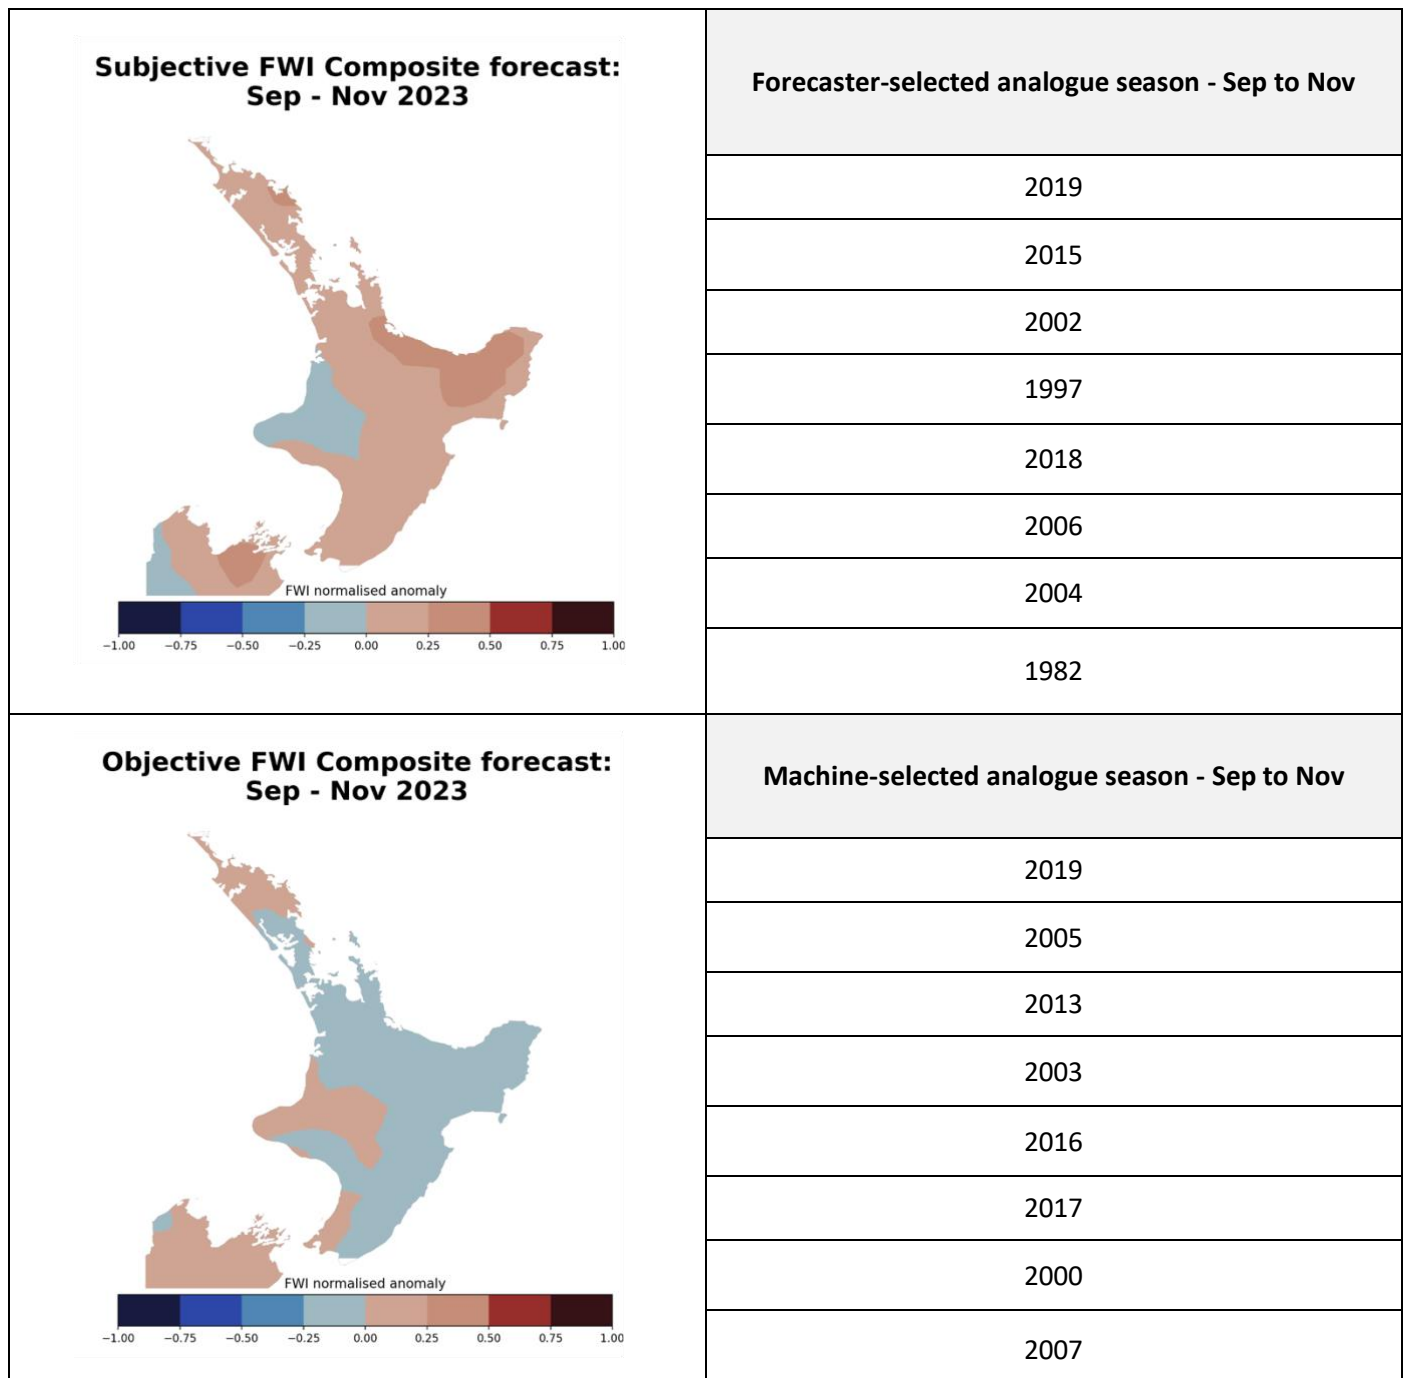 Subjective FWI Composite forecast:
Sep - Nov 2023
FWI normalised anomaly
−1.00 −0.75 −0.50 −0.25 0.00 0.25 0.50 0.75 1.00
Forecaster-selected analogue season - Sep to Nov
2019
2015
2002
1997
2018
2006
2004
1982
Objective FWI Composite forecast:
Sep - Nov 2023
FWI normalised anomaly
−1.00 −0.75 −0.50 −0.25 0.00 0.25 0.50 0.75 1.00
Machine-selected analogue season - Sep to Nov
2019
2005
2013
2003
2016
2017
2000
2007